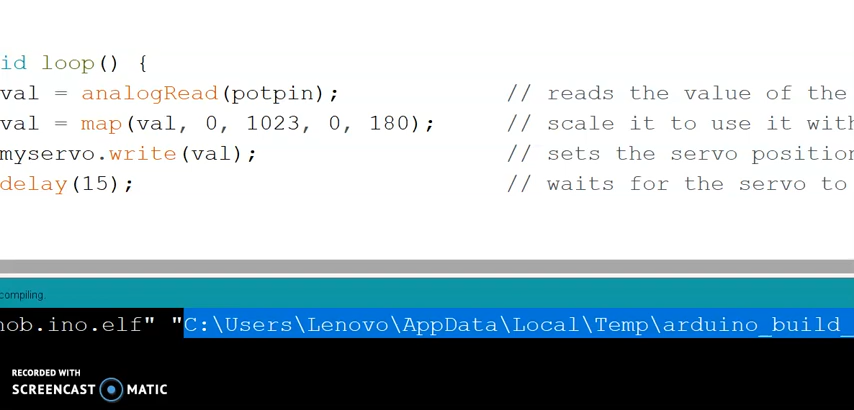 id loop() {
val = analogRead(potpin); // reads the value of the
val = map(val, 0, 1023, 0, 180); // scale it to use it with
myservo.write(val); // sets the servo position
delay(15); // waits for the servo to
compiling.
nob.ino.elf" "C:\Users\Lenovo\AppData\Local\Temp\arduino_build_
RECORDED WITH
SCREENCAST MATIC